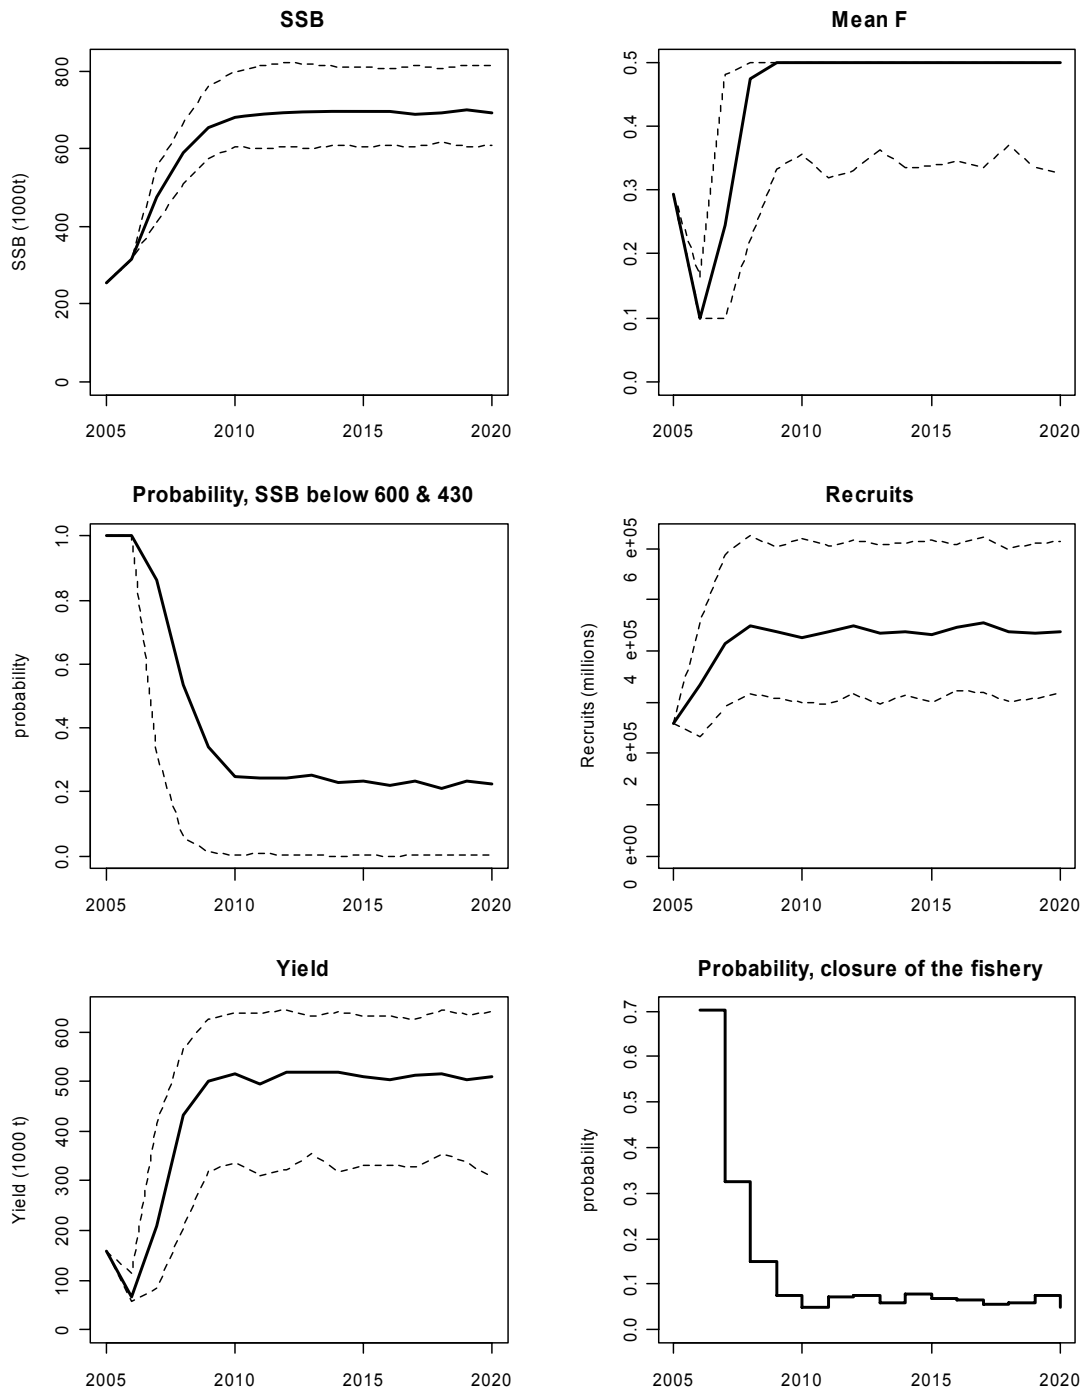 SSB
SSB (1000t)
800
600
400
200
0
2005 2010 2015 2020
Mean F
0.5
0.4
0.3
0.2
0.1
0.0
2005 2010 2015 2020
Probability, SSB below 600 & 430
probability
1.0
0.8
0.6
0.4
0.2
0.0
2005 2010 2015 2020
Recruits
Recruits (millions)
6 e+05
4 e+05
2 e+05
0 e+00
2005 2010 2015 2020
Yield
Yield (1000 t)
600
500
400
300
200
100
0
2005 2010 2015 2020
Probability, closure of the fishery
probability
0.7
0.6
0.5
0.4
0.3
0.2
0.1
0.0
2005 2010 2015 2020